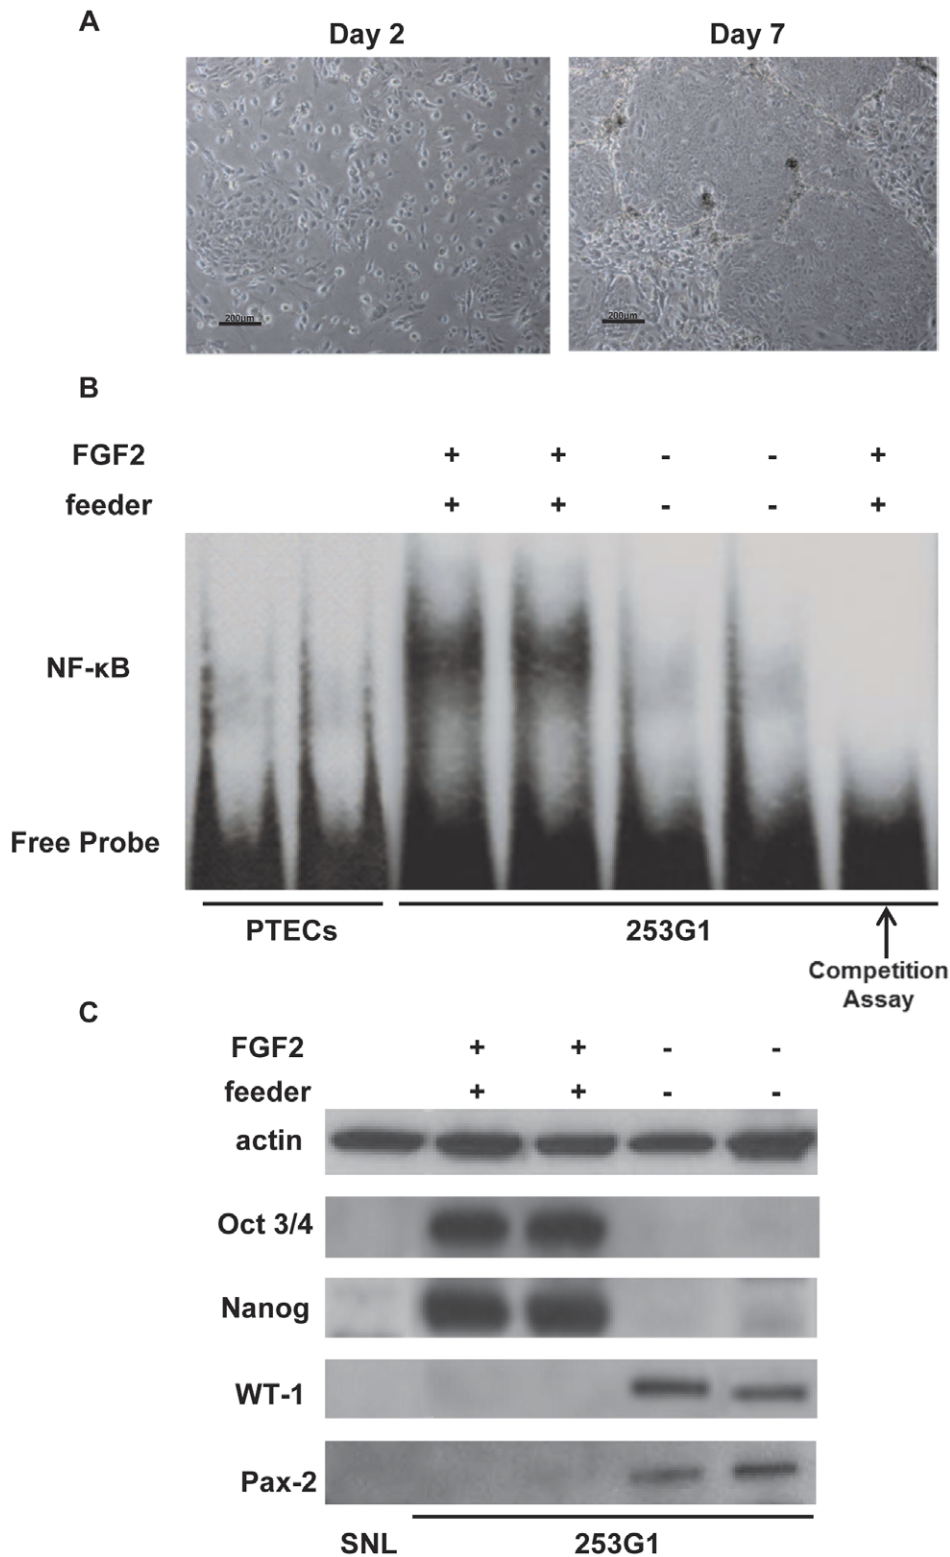 A
Day 2 Day 7
200μm 200μm
B
FGF2 + + - - +
feeder + + - - +
NF-κB
Free Probe
PTECs 253G1
Competition
Assay
C
FGF2 + + - -
feeder + + - -
actin
Oct 3/4
Nanog
WT-1
Pax-2
SNL 253G1